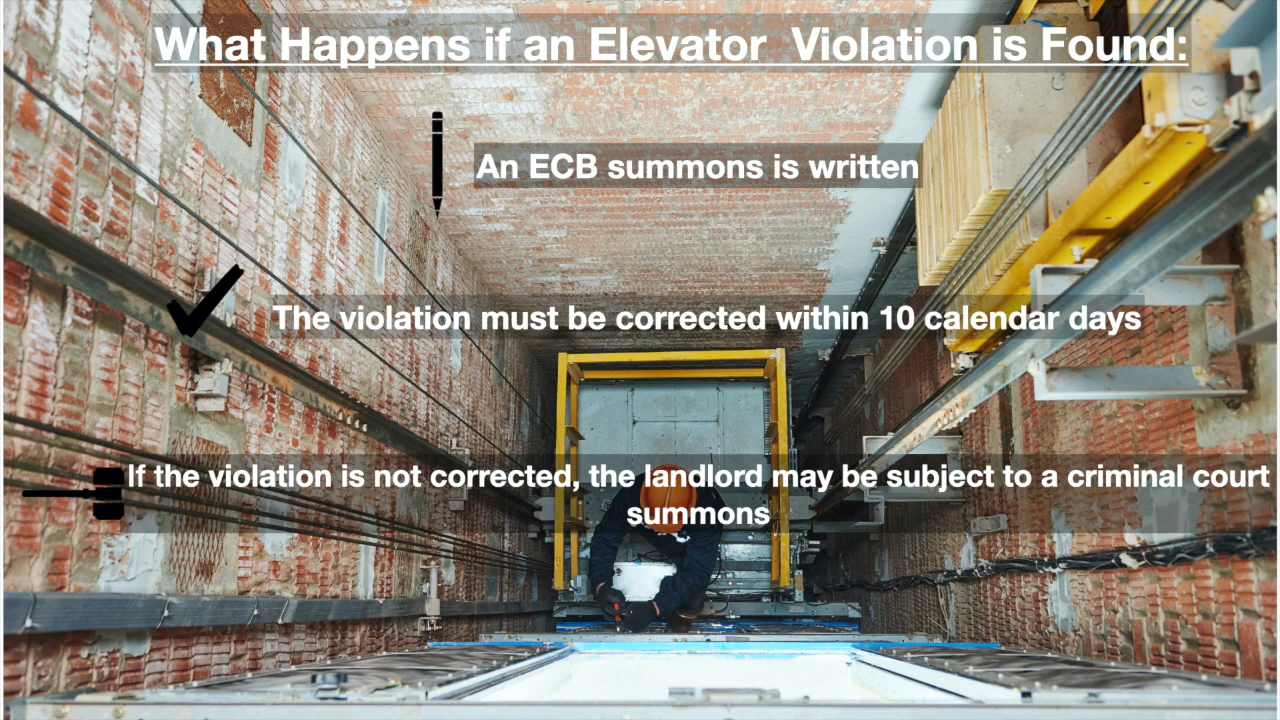 What Happens if an Elevator  Violation is Found:
An ECB summons is written
The violation must be corrected within 10 calendar days
If the violation is not corrected, the landlord may be subject to a criminal court
summons